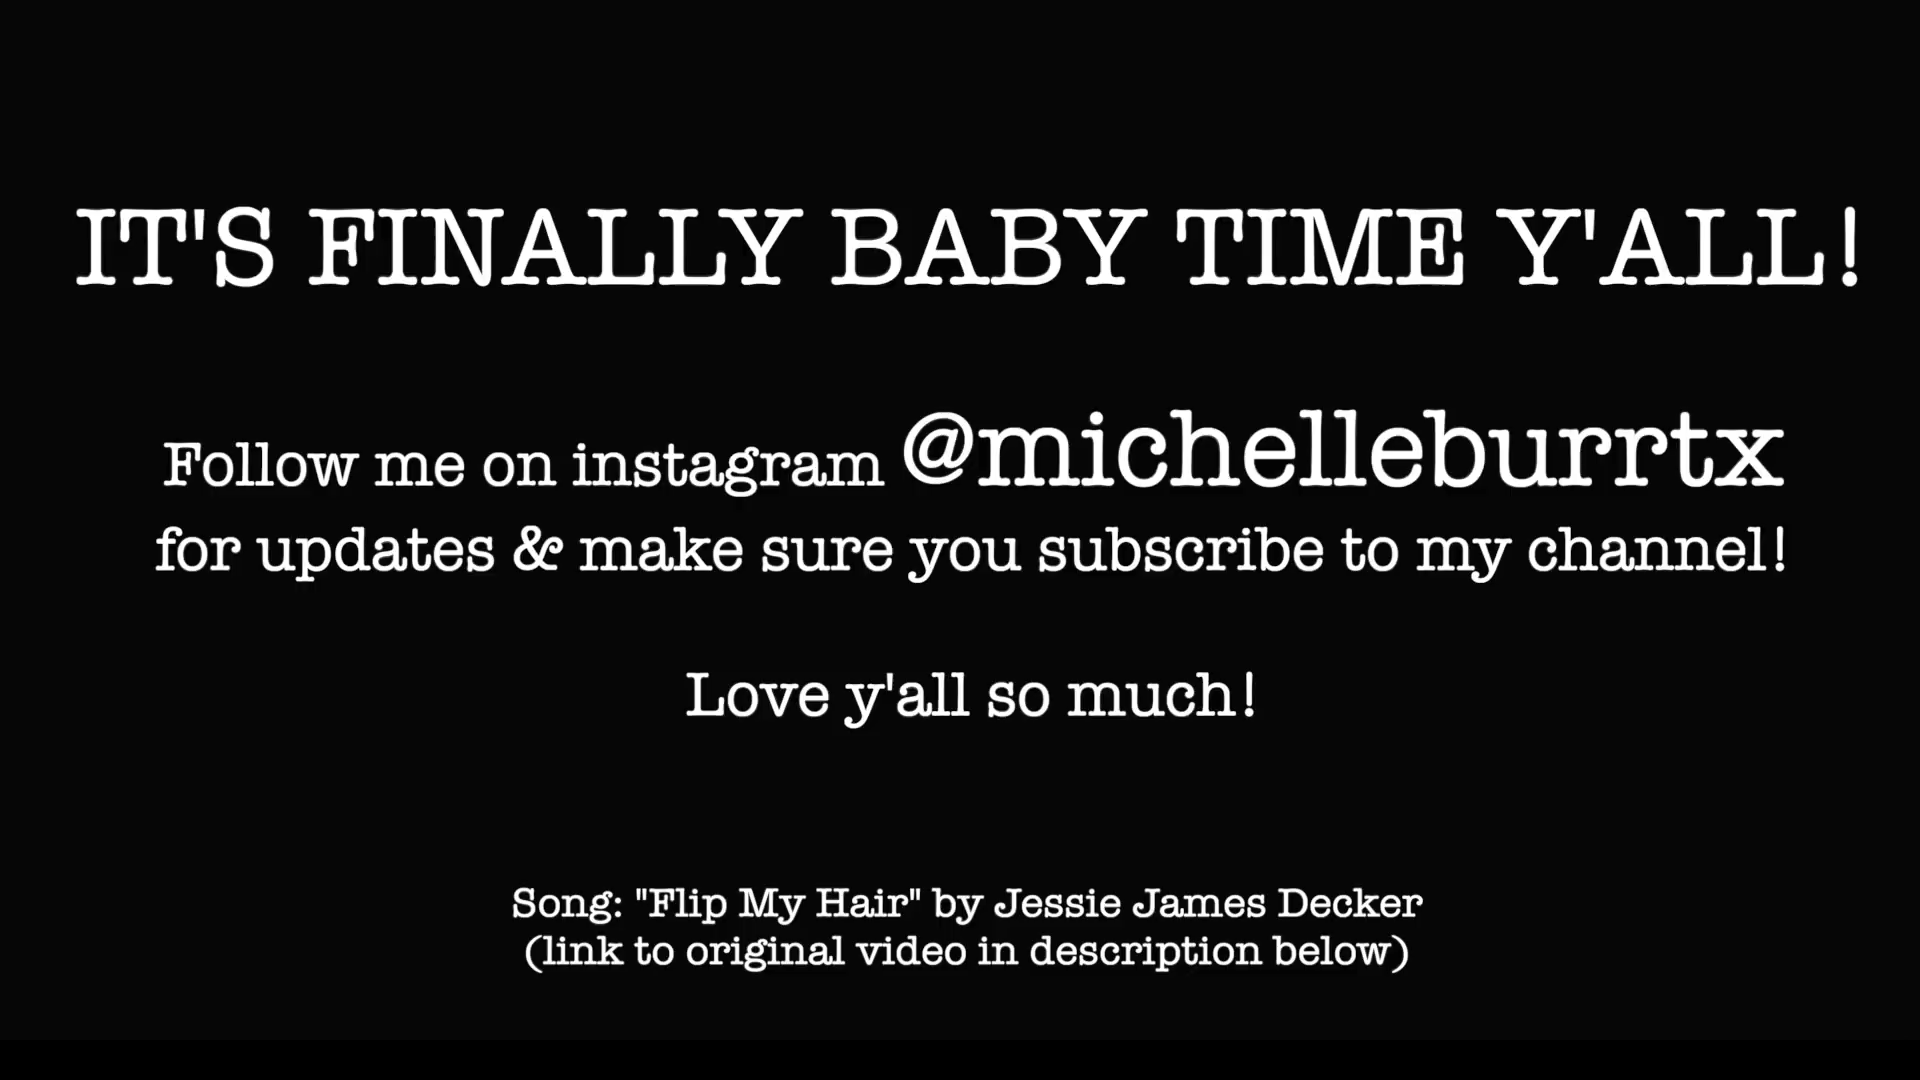 IT'S FINALLY BABY TIME Y'ALL!
Follow me on instagram @michelleburrtx
for updates & make sure you subscribe to my channel!
Love y'all so much!
Song: "Flip My Hair" by Jessie James Decker
(link to original video in description below)